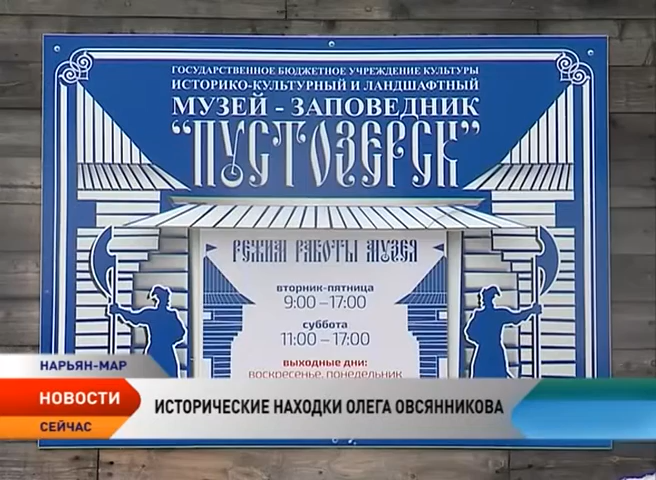 ГОСУДАРСТВЕННОЕ БЮДЖЕТНОЕ УЧРЕЖДЕНИЕ КУЛЬТУРЫ
ИСТОРИКО-КУЛЬТУРНЫЙ И ЛАНДШАФТНЫЙ
МУЗЕЙ - ЗАПОВЕДНИК
"ПУСТОЗЕРСК"
РЕЖИМ РАБОТЫ МУЗЕЯ
вторник-пятница
9:00 – 17:00
суббота
11:00 – 17:00
выходные дни:
воскресенье, понедельник
НАРЬЯН-МАР
НОВОСТИ
СЕЙЧАС
ИСТОРИЧЕСКИЕ НАХОДКИ ОЛЕГА ОВСЯННИКОВА